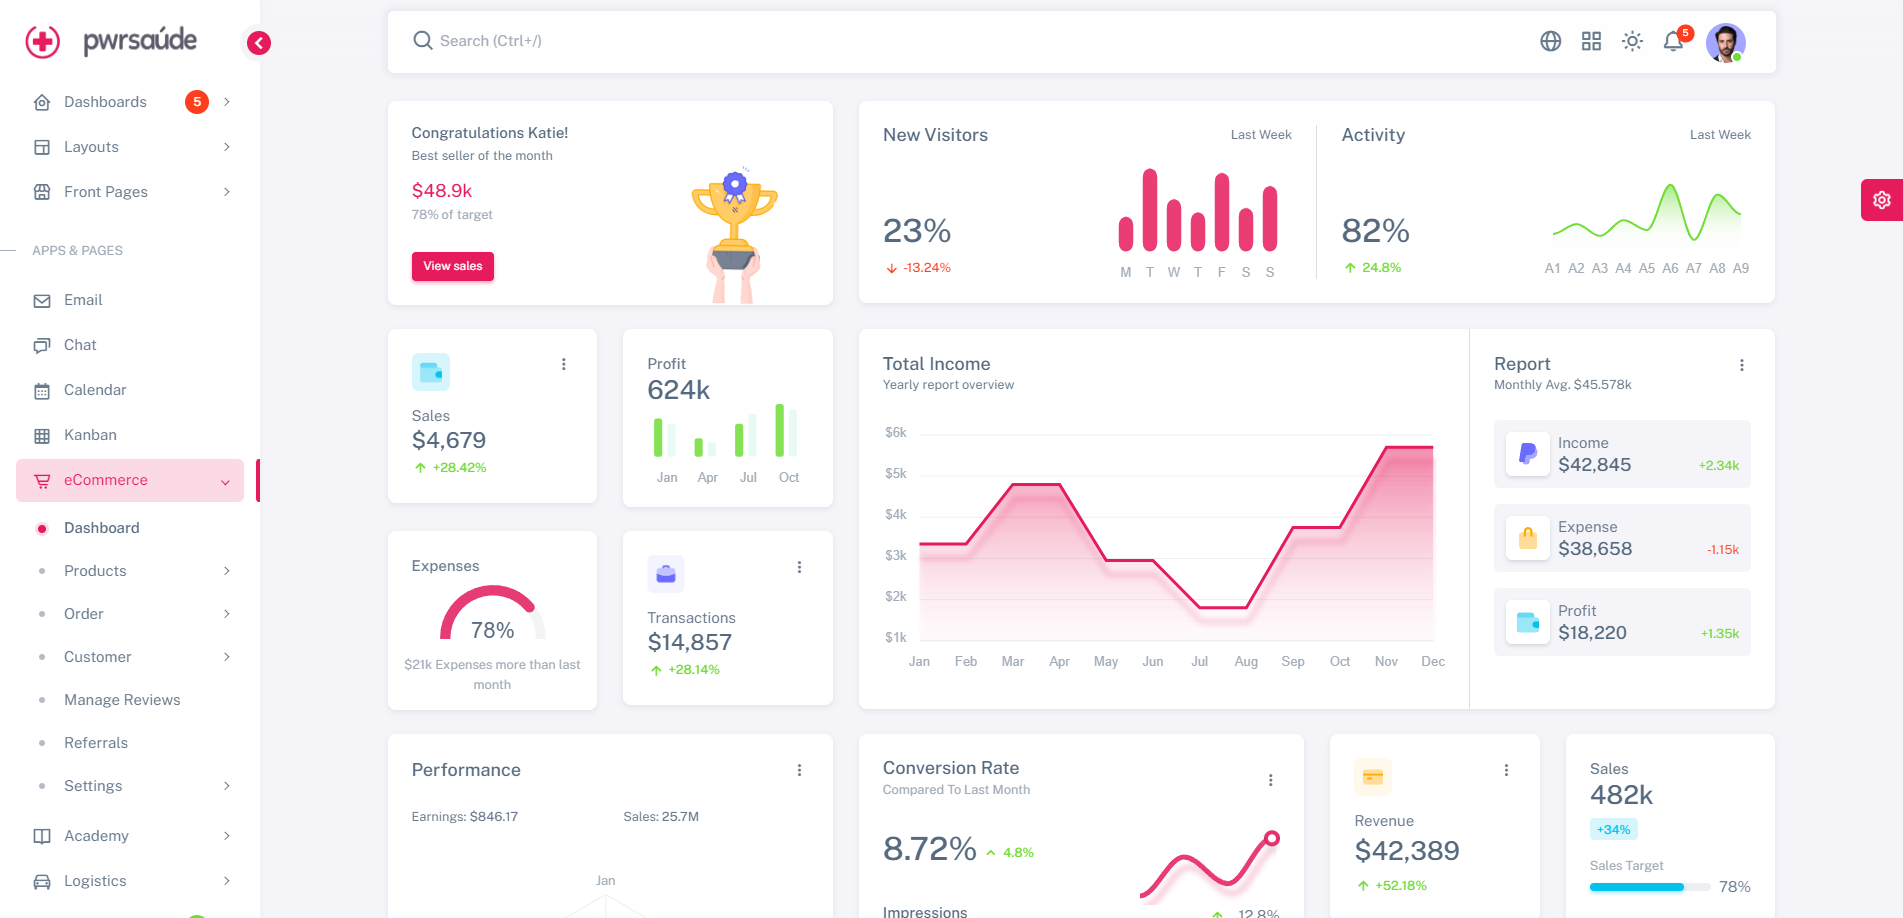 pwrsaúde
Search (Ctrl+/)
5
Dashboards
5
Layouts
Front Pages
APPS & PAGES
Email
Chat
Calendar
Kanban
eCommerce
Dashboard
Products
Order
Customer
Manage Reviews
Referrals
Settings
Academy
Logistics
Congratulations Katie!
Best seller of the month
$48.9k
78% of target
View sales
New Visitors
Last Week
23%
-13.24%
M T W T F S S
Activity
Last Week
82%
24.8%
A1 A2 A3 A4 A5 A6 A7 A8 A9
Sales
$4,679
+28.42%
Profit
624k
Jan Apr Jul Oct
Expenses
78%
$21k Expenses more than last
month
Transactions
$14,857
+28.14%
Total Income
Yearly report overview
$6k
$5k
$4k
$3k
$2k
$1k
Jan Feb Mar Apr May Jun Jul Aug Sep Oct Nov Dec
Report
Monthly Avg. $45.578k
Income
$42,845
+2.34k
Expense
$38,658
-1.15k
Profit
$18,220
+1.35k
Performance
Earnings: $846.17
Sales: 25.7M
Jan
Conversion Rate
Compared To Last Month
8.72%
4.8%
Impressions
12.8%
Revenue
$42,389
+52.18%
Sales
482k
+34%
Sales Target
78%